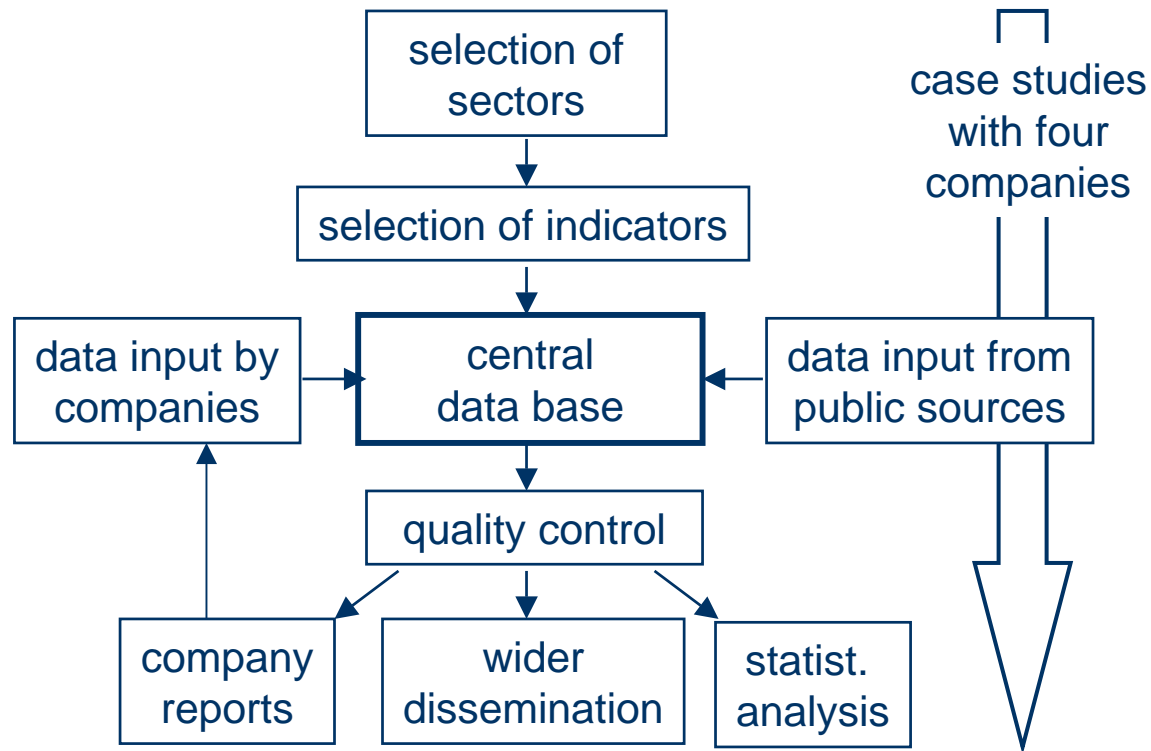 selection of
sectors
case studies
with four
companies
selection of indicators
data input by
companies
central
data base
data input from
public sources
quality control
company
reports
wider
dissemination
statist.
analysis